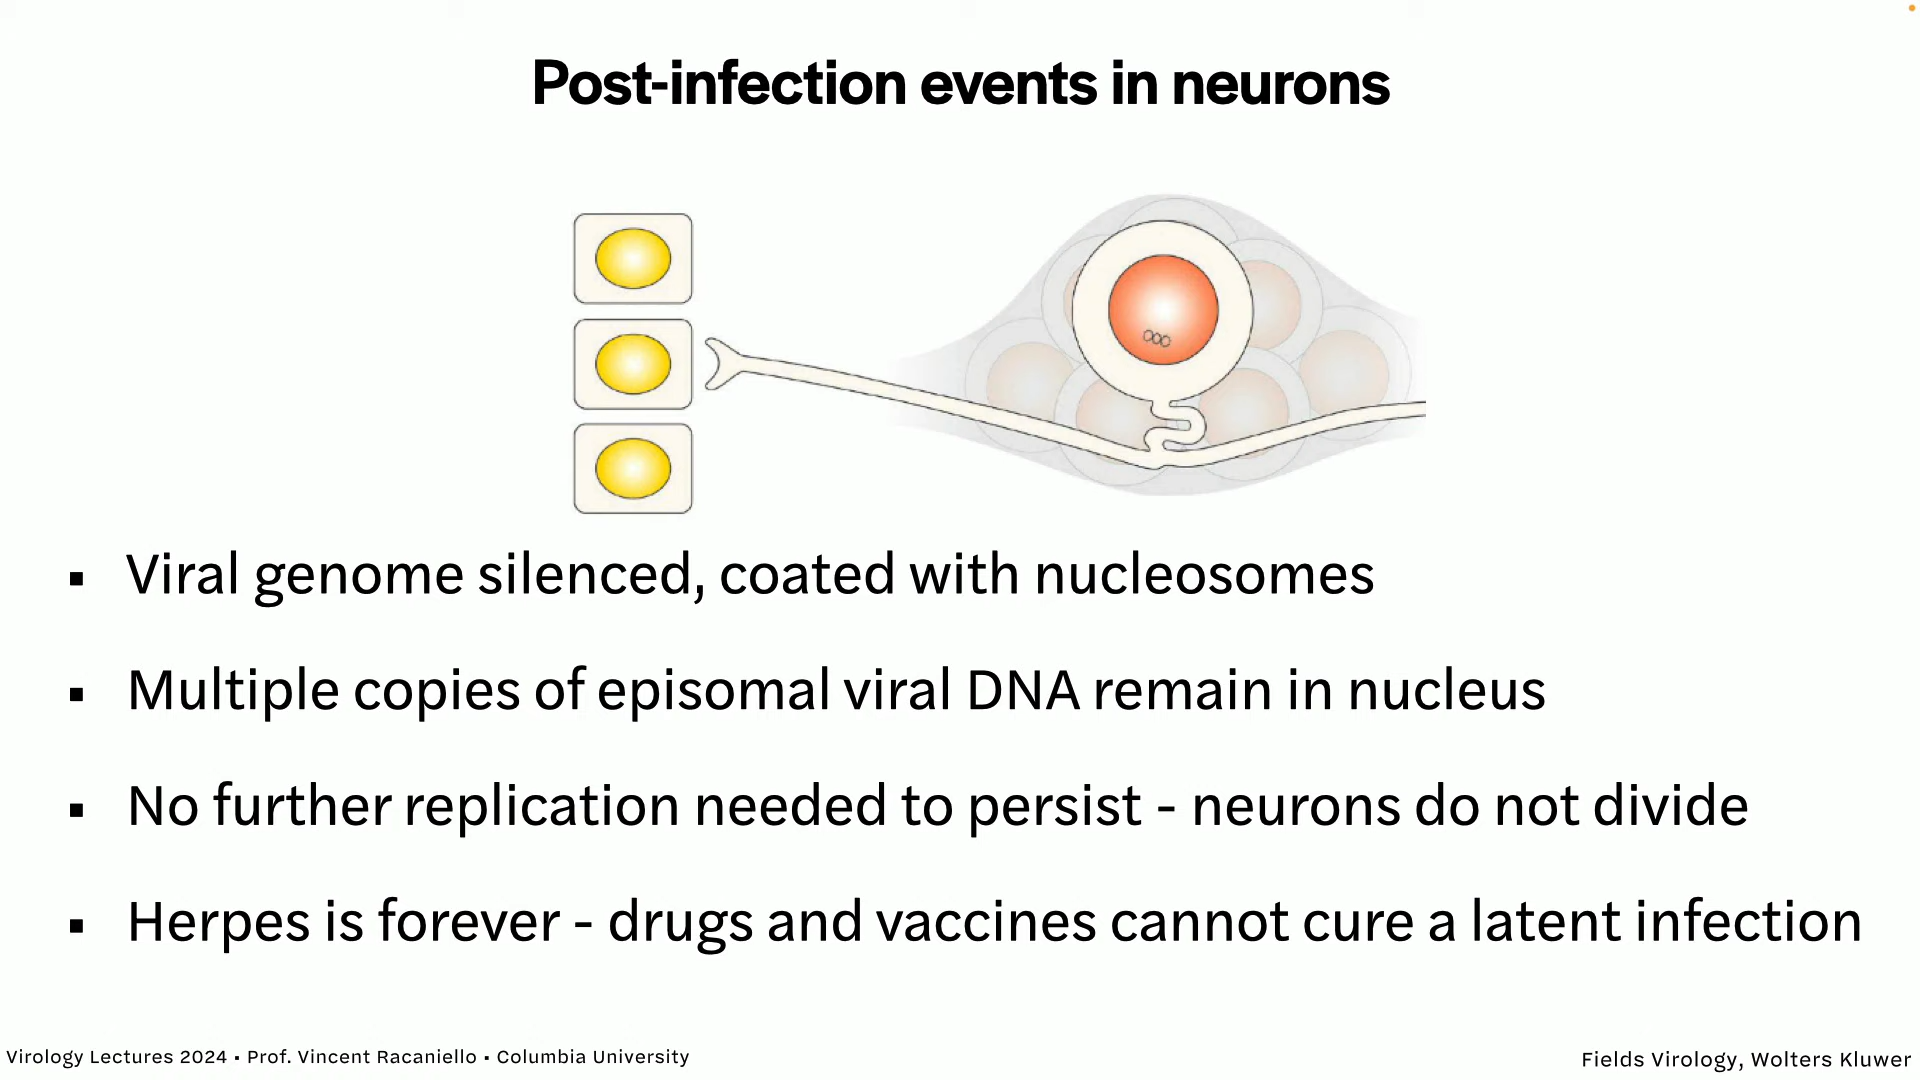 Post-infection events in neurons
▪ Viral genome silenced, coated with nucleosomes
▪ Multiple copies of episomal viral DNA remain in nucleus
▪ No further replication needed to persist - neurons do not divide
▪ Herpes is forever - drugs and vaccines cannot cure a latent infection
Virology Lectures 2024 • Prof. Vincent Racaniello • Columbia University
Fields Virology, Wolters Kluwer